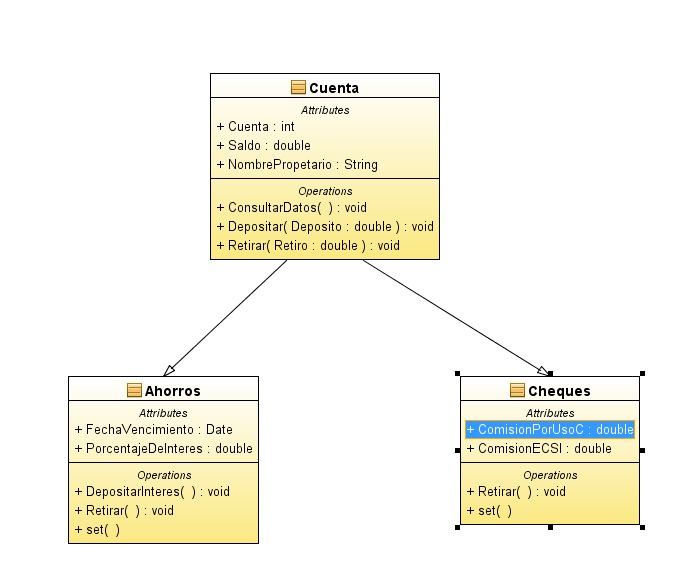 Cuenta
Attributes
+ Cuenta : int
+ Saldo : double
+ NombrePropetario : String
Operations
+ ConsultarDatos( ) : void
+ Depositar( Deposito : double ) : void
+ Retirar( Retiro : double ) : void
Ahorros
Attributes
+ FechaVencimiento : Date
+ PorcentajeDeInteres : double
Operations
+ DepositarInteres( ) : void
+ Retirar( ) : void
+ set( )
Cheques
Attributes
+ ComisionPorUsoC : double
+ ComisionECSI : double
Operations
+ Retirar( ) : void
+ set( )